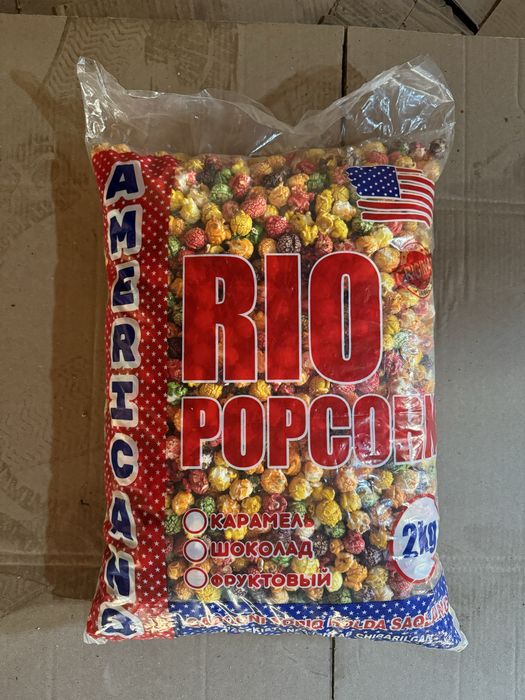 AMERICANA
RIO
POPCORN
КАРАМЕЛЬ
ШОКОЛАД
ФРУКТОВЫЙ
2kg